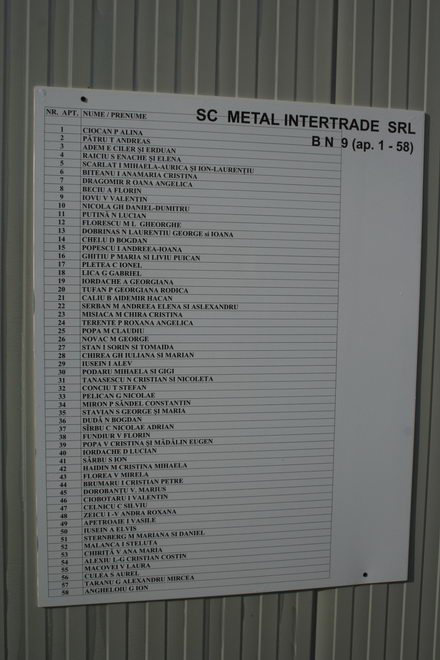 SC METAL INTERTRADE SRL
B N 9 (ap. 1 - 58)
NR. APT. NUME / PRENUME
1 CIOCAN P ALINA
2 PĂTRU T ANDREAS
3 ADEM E CILER ŞI ERDUAN
4 RAICIU S ENACHE ŞI ELENA
5 SCARLAT I MIHAELA-AURICA ŞI ION-LAURENŢIU
6 BITEANU I ANAMARIA CRISTINA
7 DRAGOMIR R OANA ANGELICA
8 BECIU A FLORIN
9 IOVU V VALENTIN
10 NICOLA GH DANIEL-DUMITRU
11 PUTINĂ N LUCIAN
12 FLORESCU M L GHEORGHE
13 DOBRINAS N LAURENTIU GEORGE si IOANA
14 CHELU D BOGDAN
15 POPESCU I ANDREEA-IOANA
16 GHITIU P MARIA SI LIVIU PUICAN
17 PLETEA C IONEL
18 LICA G GABRIEL
19 IORDACHE A GEORGIANA
20 TUFAN P GEORGIANA RODICA
21 CALIU B AIDEMIR HACAN
22 SERBAN M ANDREEA ELENA SI ASLEXANDRU
23 MISIACA M CHIRA CRISTINA
24 TERENTE P ROXANA ANGELICA
25 POPA M CLAUDIU
26 NOVAC M GEORGE
27 STAN I SORIN SI TOMAIDA
28 CHIREA GH IULIANA SI MARIAN
29 IUSEIN I ALEV
30 PODARU MIHAELA SI GIGI
31 TANASESCU N CRISTIAN SI NICOLETA
32 CONCIU T STEFAN
33 PELICAN G NICOLAE
34 MIRON P SĂNDEL CONSTANTIN
35 STAVIAN S GEORGE ŞI MARIA
36 DUDĂ N BOGDAN
37 SÎRBU C NICOLAE ADRIAN
38 FUNDIUR V FLORIN
39 POPA V CRISTINA ŞI MĂDĂLIN EUGEN
40 IORDACHE D LUCIAN
41 SÂRBU S ION
42 HAIDIN M CRISTINA MIHAELA
43 FLOREA V MIRELA
44 BRUMARU I CRISTIAN PETRE
45 DOROBANŢU V. MARIUS
46 CIOBOTARU I VALENTIN
47 CELNICU C SILVIU
48 ZEICU I.-V ANDRA ROXANA
49 APETROAIE I VASILE
50 IUSEIN A ELVIS
51 STERNBERG M MARIANA SI DANIEL
52 MALANCA I STELUTA
53 CHIRIŢĂ V ANA MARIA
54 ALEXIU L-G CRISTIAN COSTIN
55 MACOVEI V LAURA
56 CULEA S AUREL
57 TARANU G ALEXANDRU MIRCEA
58 ANGHELOIU G ION